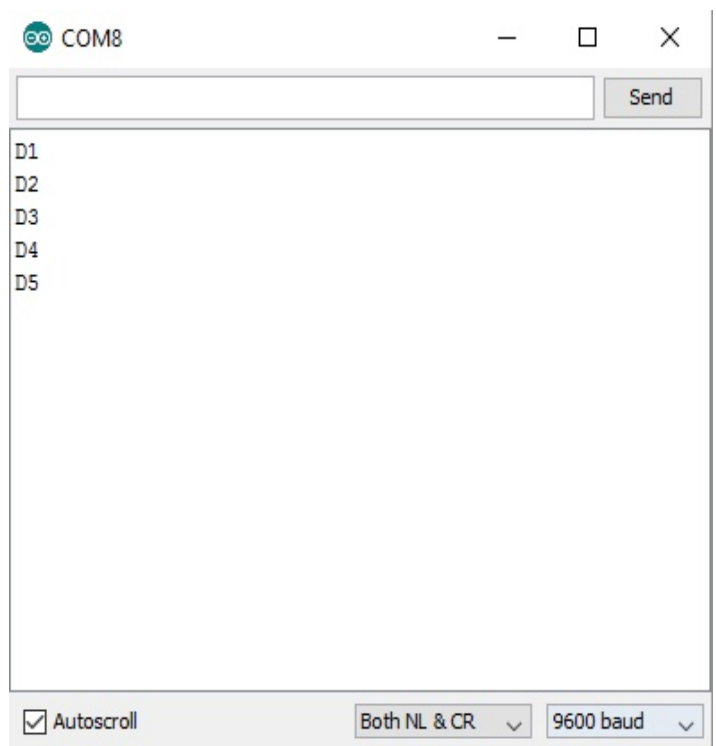 COM8
Send
D1
D2
D3
D4
D5
Autoscroll
Both NL & CR
9600 baud